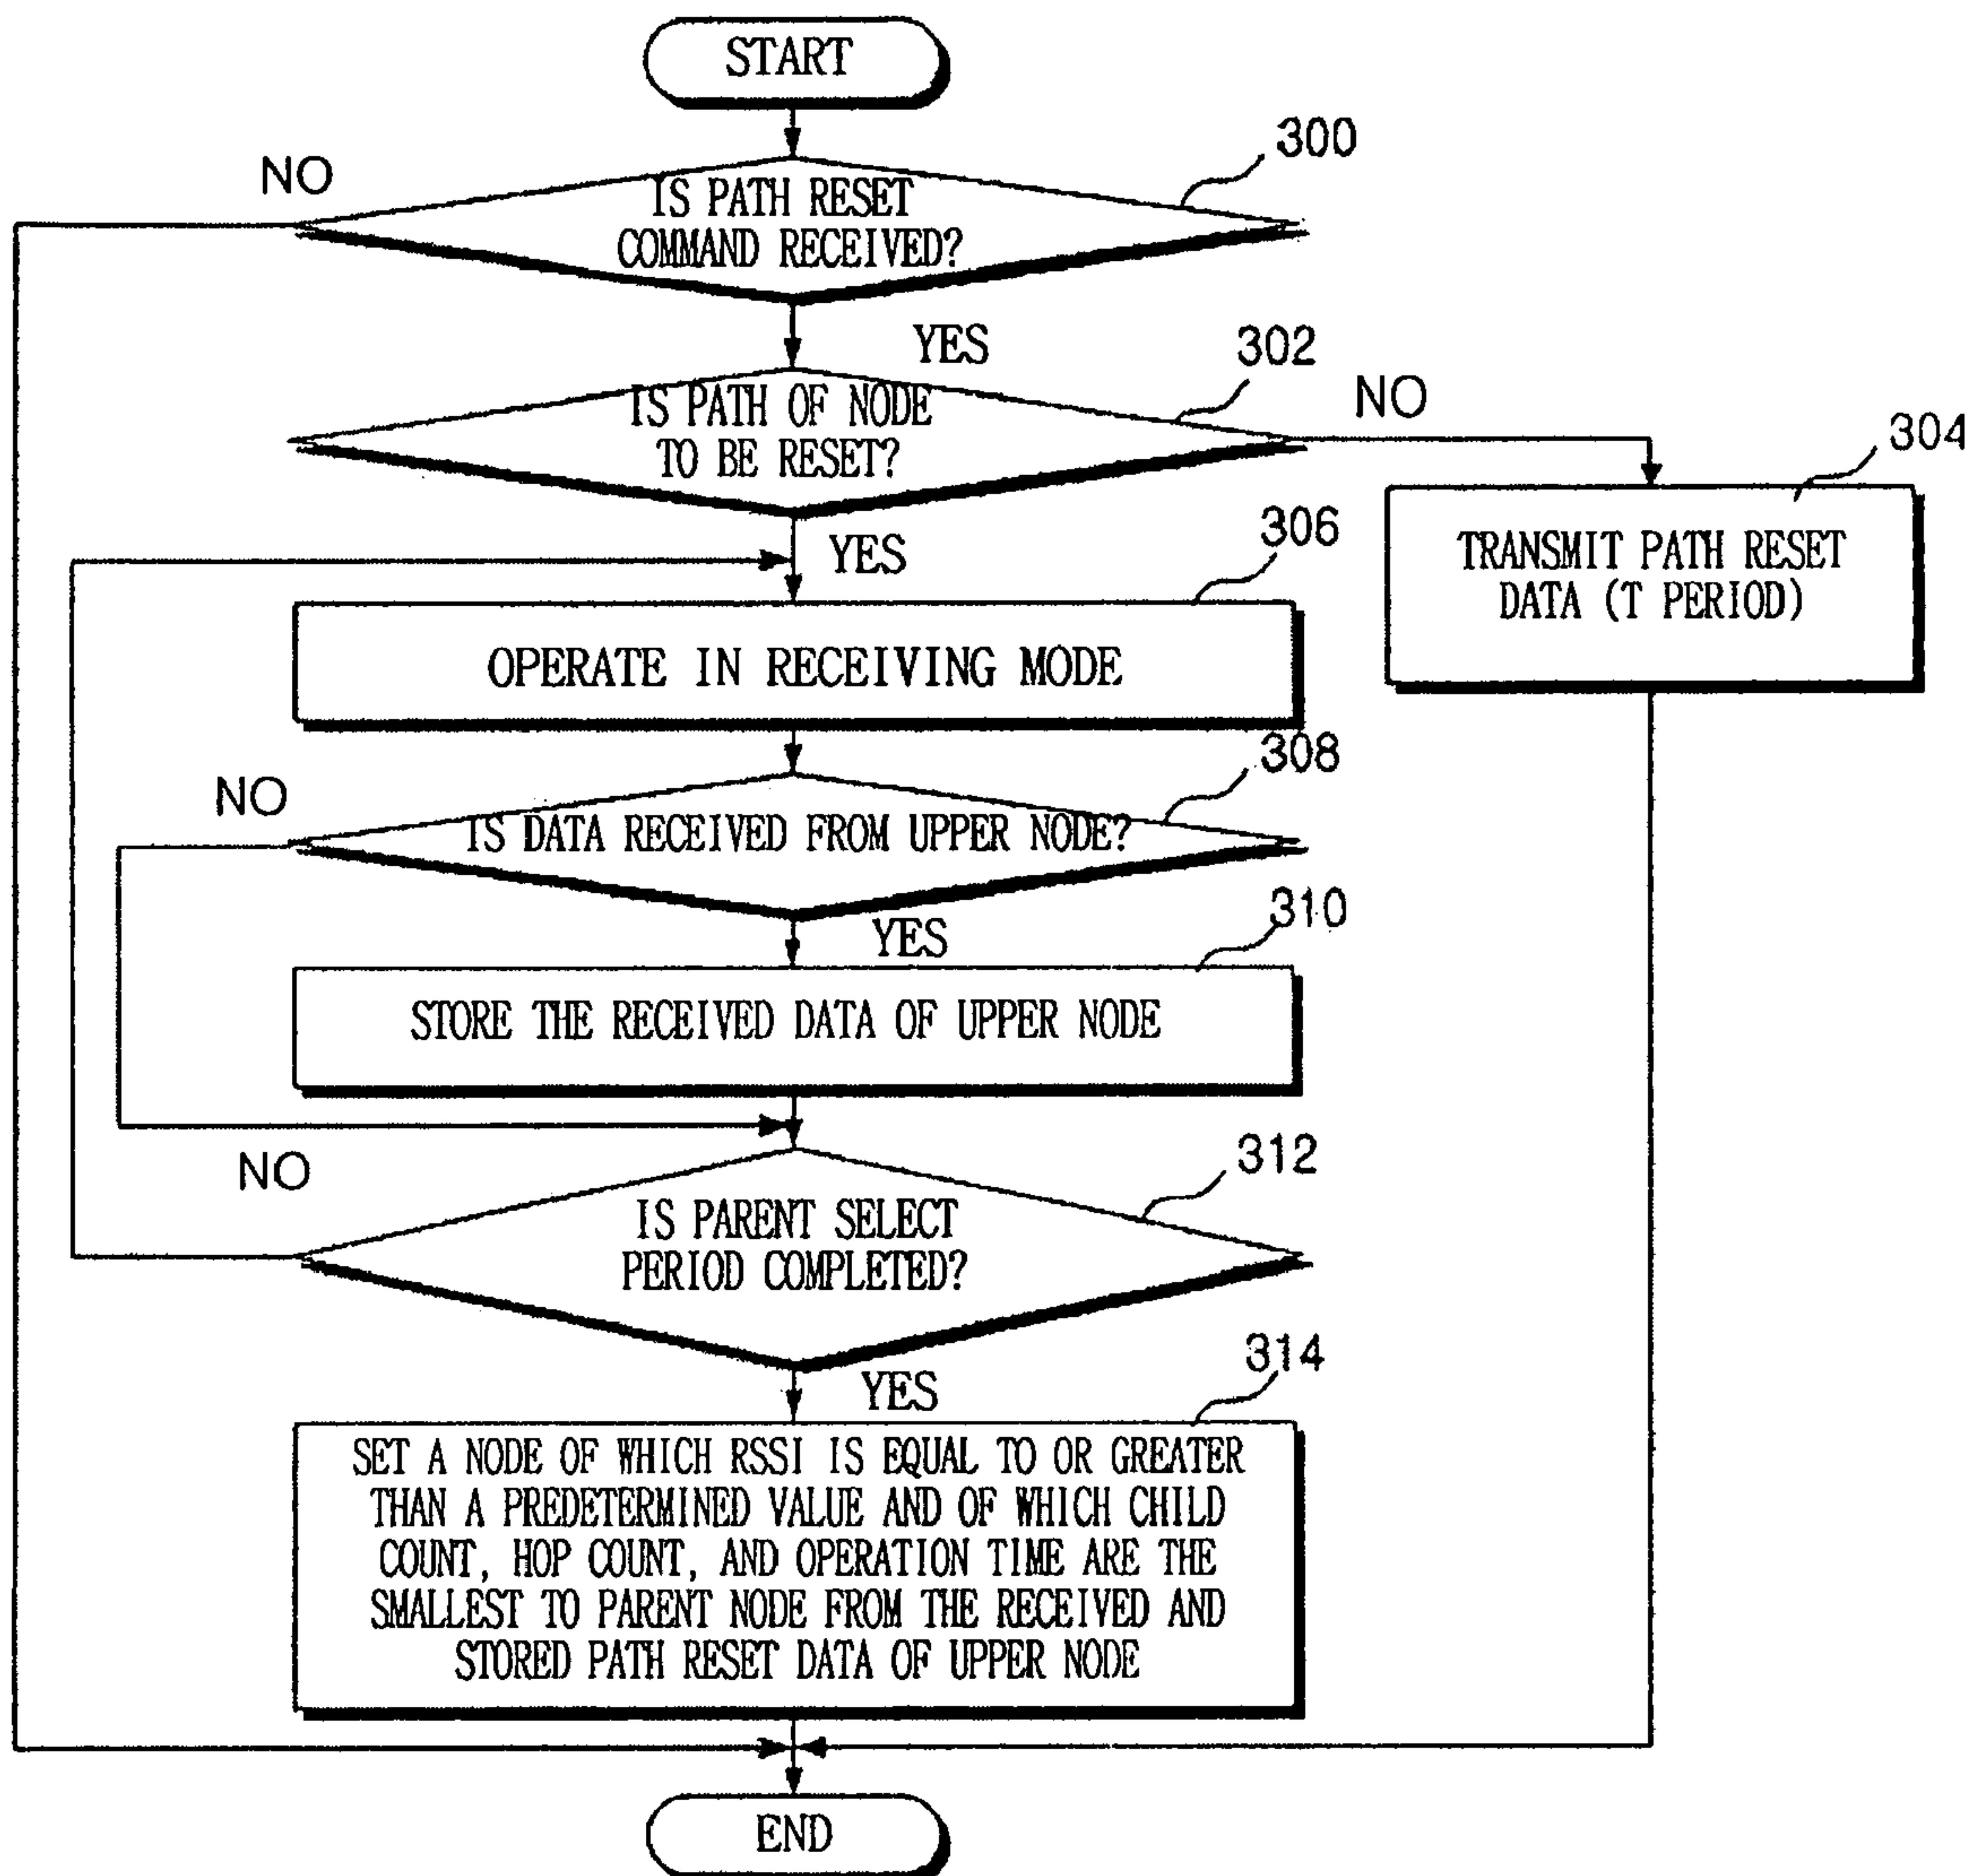 START
300
NO
IS PATH RESET
COMMAND RECEIVED?
YES
302
IS PATH OF NODE
TO BE RESET?
NO
304
TRANSMIT PATH RESET
DATA (T PERIOD)
YES
306
OPERATE IN RECEIVING MODE
308
NO
IS DATA RECEIVED FROM UPPER NODE?
YES
310
STORE THE RECEIVED DATA OF UPPER NODE
NO
312
IS PARENT SELECT
PERIOD COMPLETED?
YES
314
SET A NODE OF WHICH RSSI IS EQUAL TO OR GREATER
THAN A PREDETERMINED VALUE AND OF WHICH CHILD
COUNT, HOP COUNT, AND OPERATION TIME ARE THE
SMALLEST TO PARENT NODE FROM THE RECEIVED AND
STORED PATH RESET DATA OF UPPER NODE
END